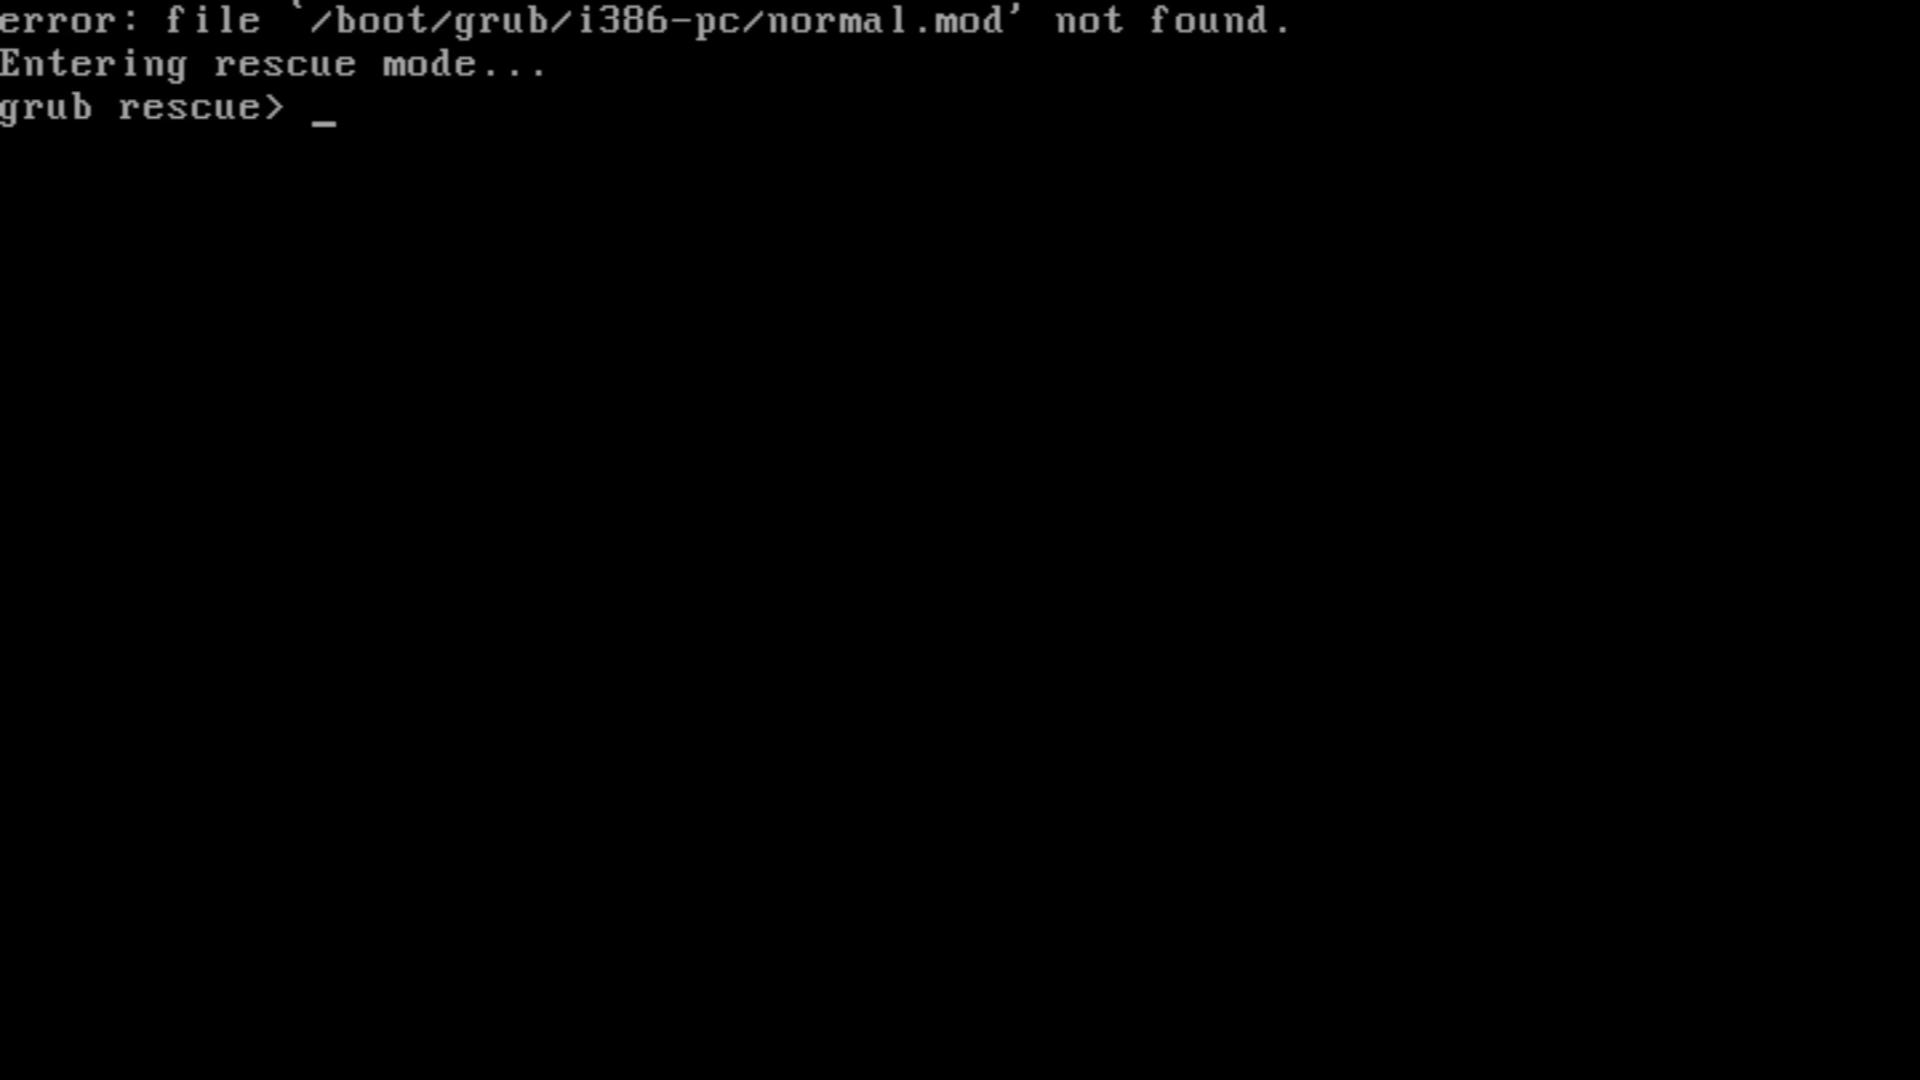 error: file `/boot/grub/i386-pc/normal.mod' not found.
Entering rescue mode...
grub rescue> _